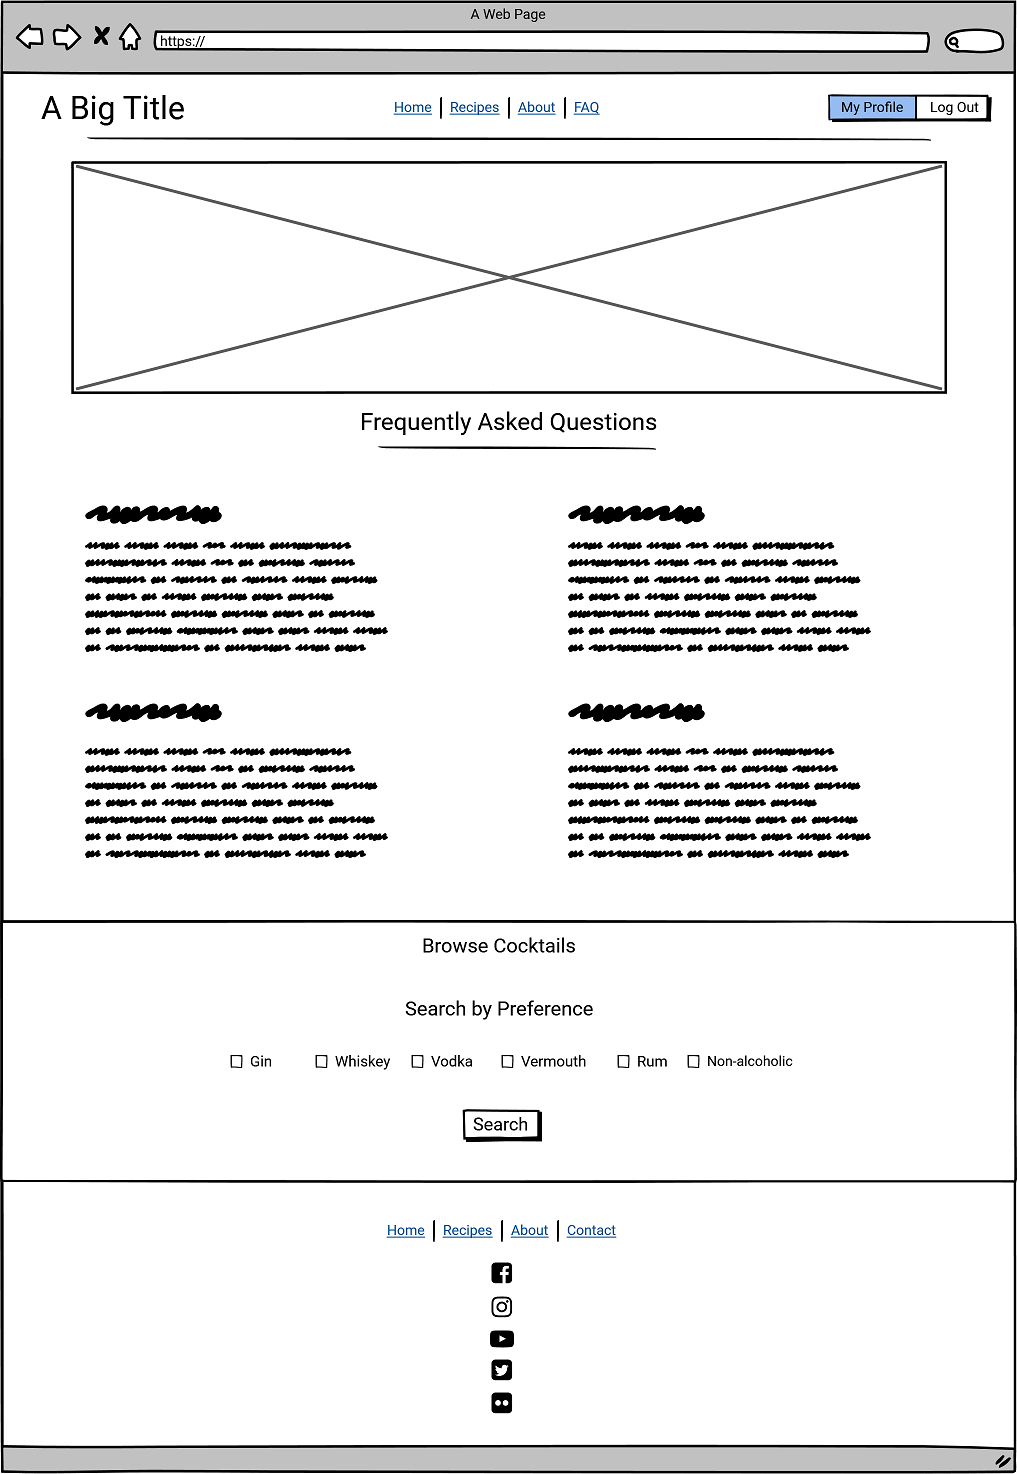 A Web Page
https://
A Big Title
Home Recipes About FAQ
My Profile Log Out
Frequently Asked Questions
Browse Cocktails
Search by Preference
Gin Whiskey Vodka Vermouth Rum Non-alcoholic
Search
Home Recipes About Contact